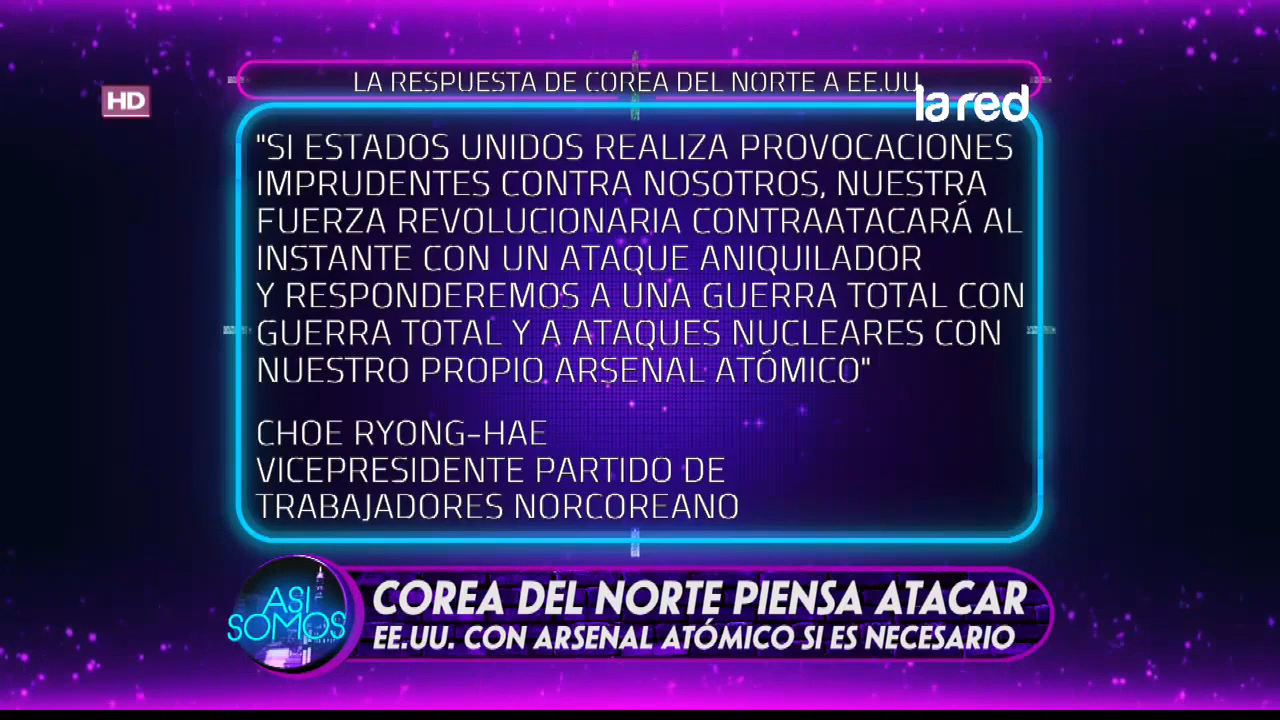 LA RESPUESTA DE COREA DEL NORTE A EE.UU
HD
la red
"SI ESTADOS UNIDOS REALIZA PROVOCACIONES
IMPRUDENTES CONTRA NOSOTROS, NUESTRA
FUERZA REVOLUCIONARIA CONTRAATACARÁ AL
INSTANTE CON UN ATAQUE ANIQUILADOR
Y RESPONDEREMOS A UNA GUERRA TOTAL CON
GUERRA TOTAL Y A ATAQUES NUCLEARES CON
NUESTRO PROPIO ARSENAL ATÓMICO"
CHOE RYONG-HAE
VICEPRESIDENTE PARTIDO DE
TRABAJADORES NORCOREANO
ASI
SOMOS
COREA DEL NORTE PIENSA ATACAR
EE.UU. CON ARSENAL ATÓMICO SI ES NECESARIO